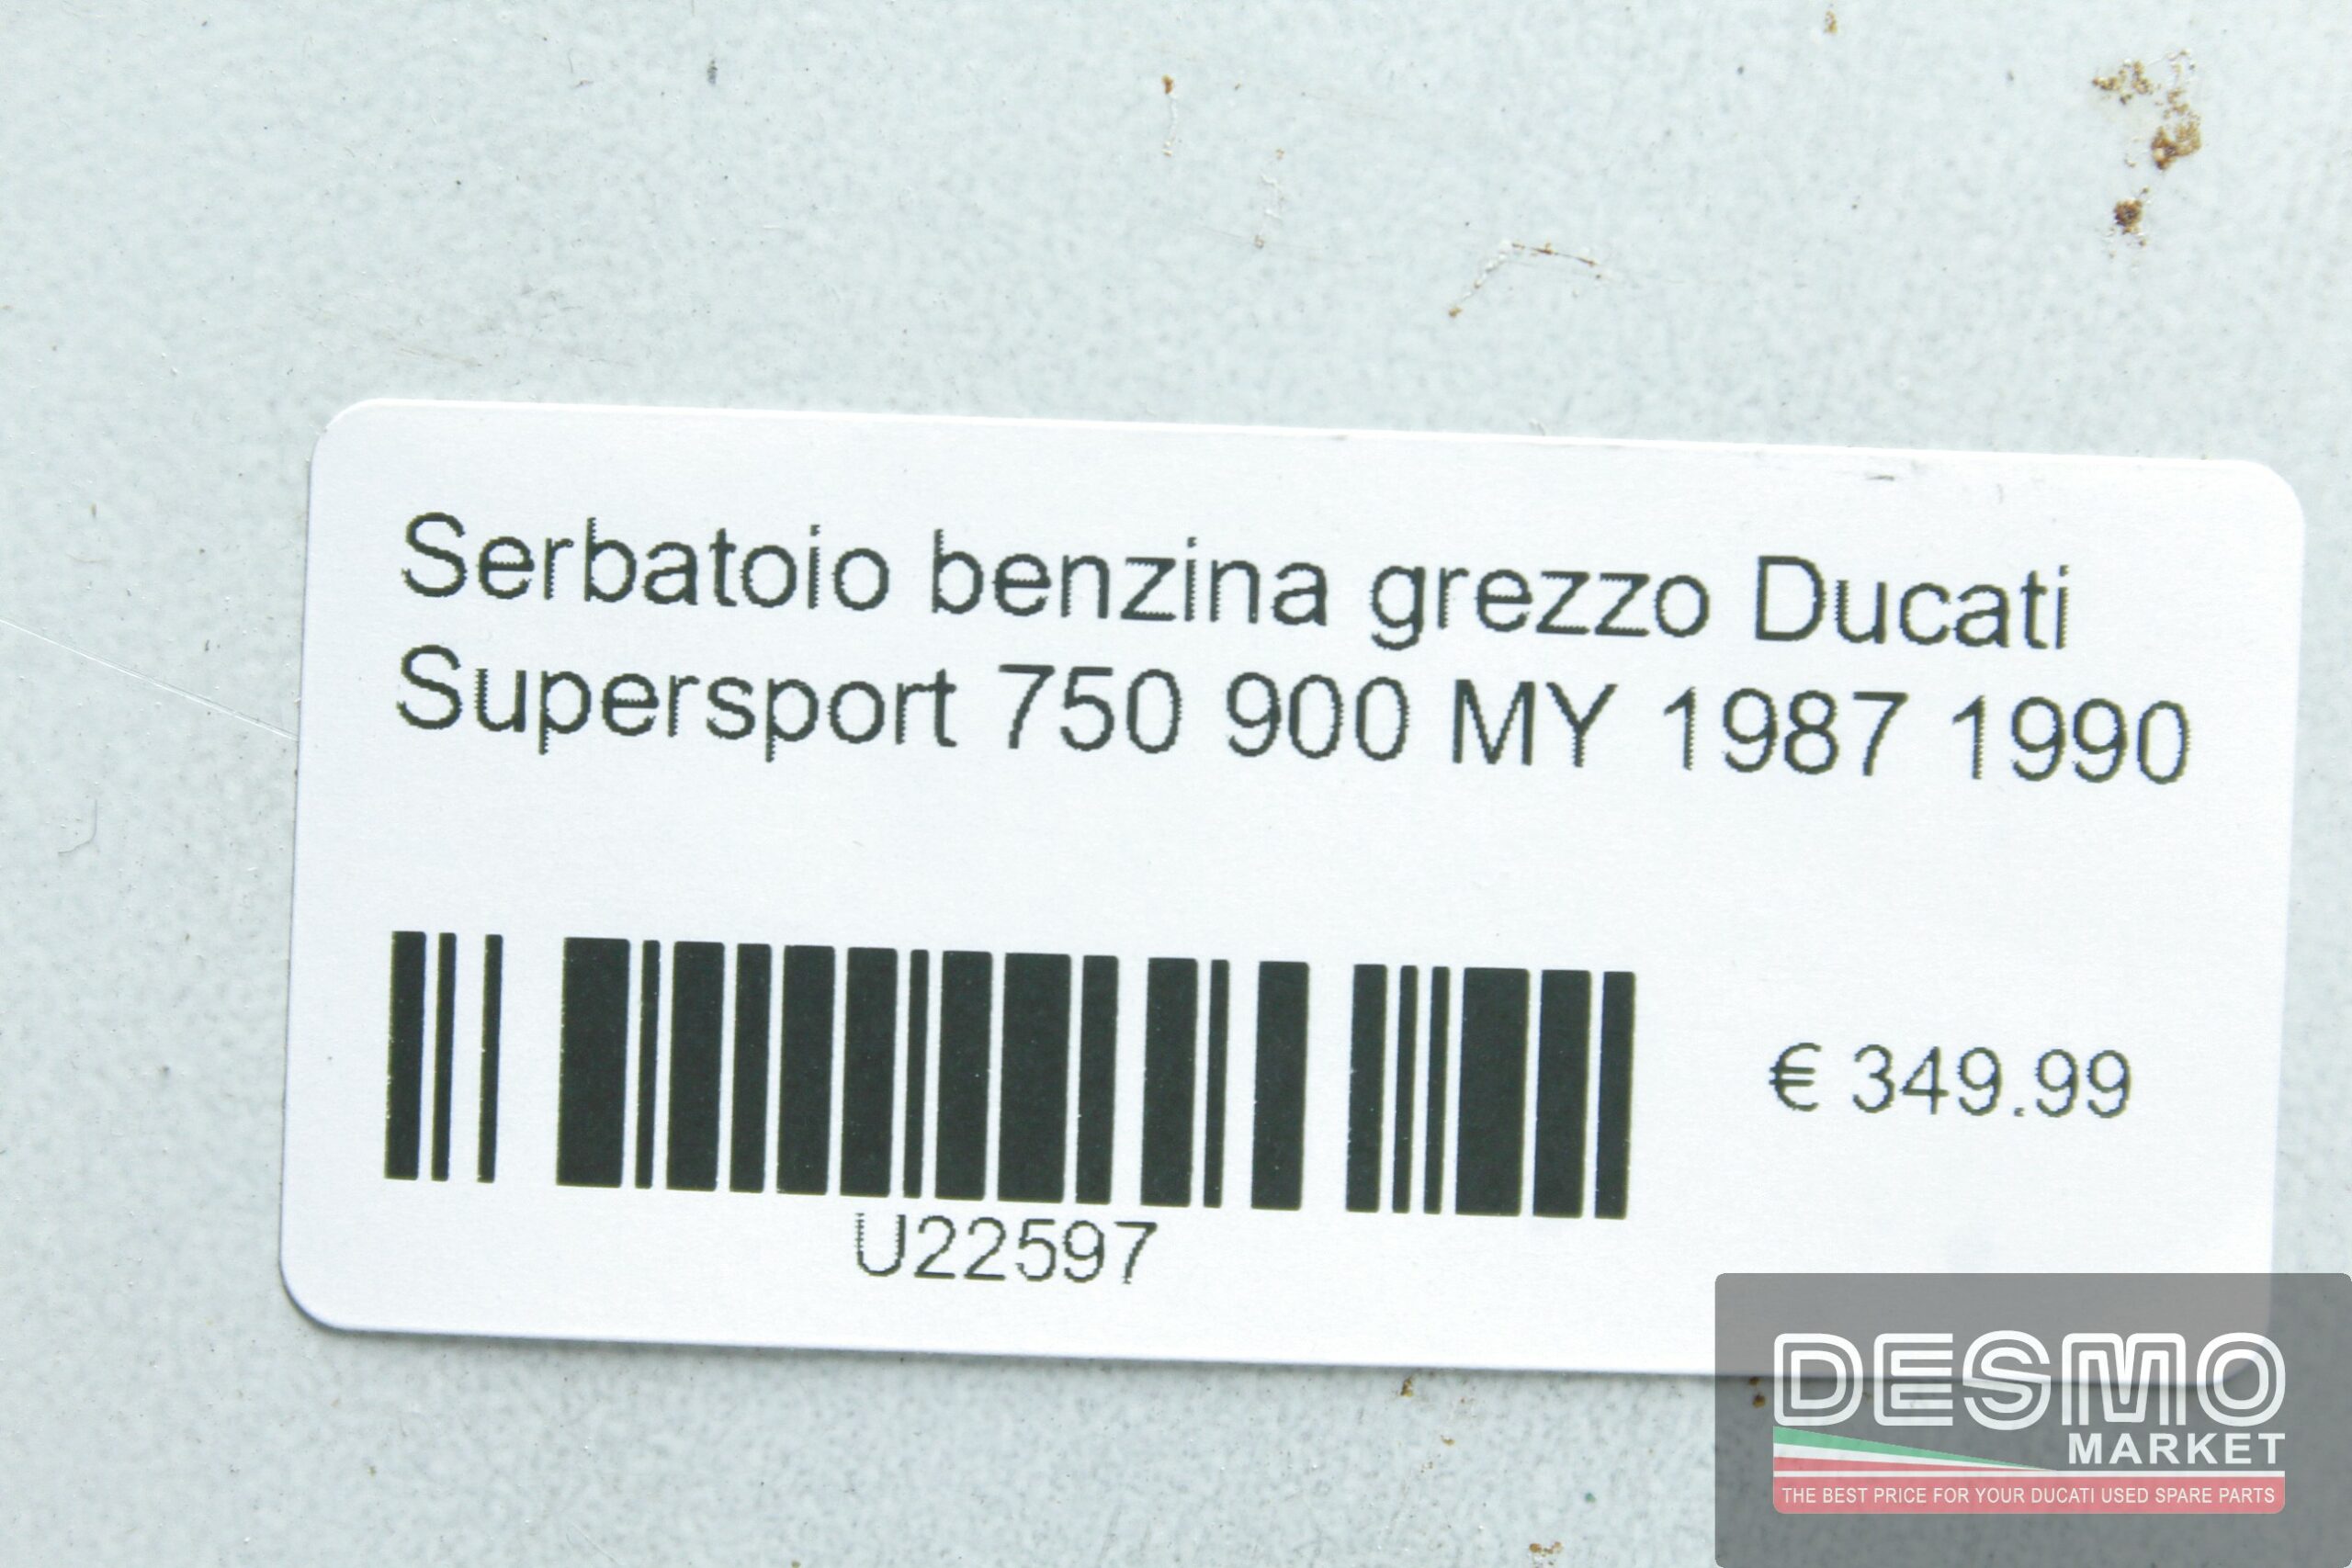 Serbatoio benzina grezzo Ducati
Supersport 750 900 MY 1987 1990
€ 349.99
U22597
DESMO
MARKET
THE BEST PRICE FOR YOUR DUCATI USED SPARE PARTS